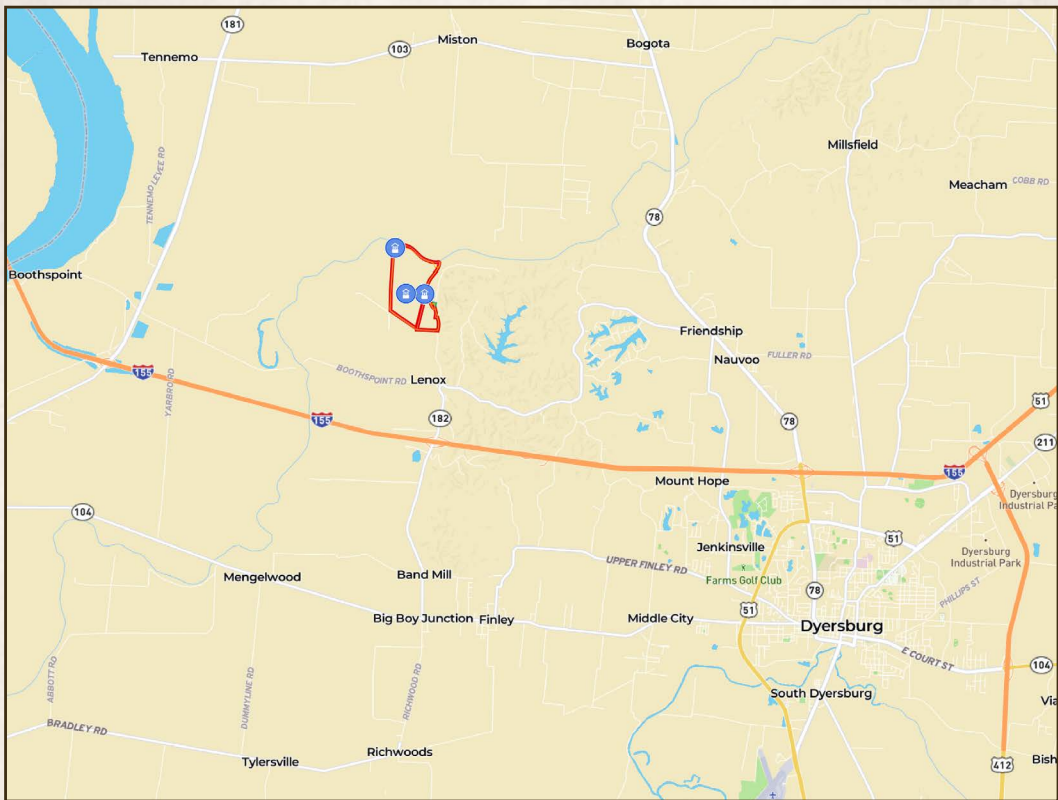 181
Tennemo
103
Miston
Bogota
Millsfield
Meacham
COBB RD
TENNEMO LEVEE RD
78
Boothspoint
Friendship
Nauvoo
FULLER RD
155
YARBRO RD
BOOTHSPOINT RD
Lenox
155
182
78
51
211
155
Mount Hope
Dyersburg
Industrial Pa
104
Jenkinsville
51
Dyersburg
Industrial Park
Mengelwood
Band Mill
UPPER FINLEY RD
Farms Golf Club
78
PHILLIPS ST
Big Boy Junction
Finley
Middle City
51
Dyersburg
E COURT ST
104
ABBOTT RD
DUMMYLINE RD
RICHWOOD RD
South Dyersburg
Via
BRADLEY RD
Tylersville
Richwoods
412
Bish